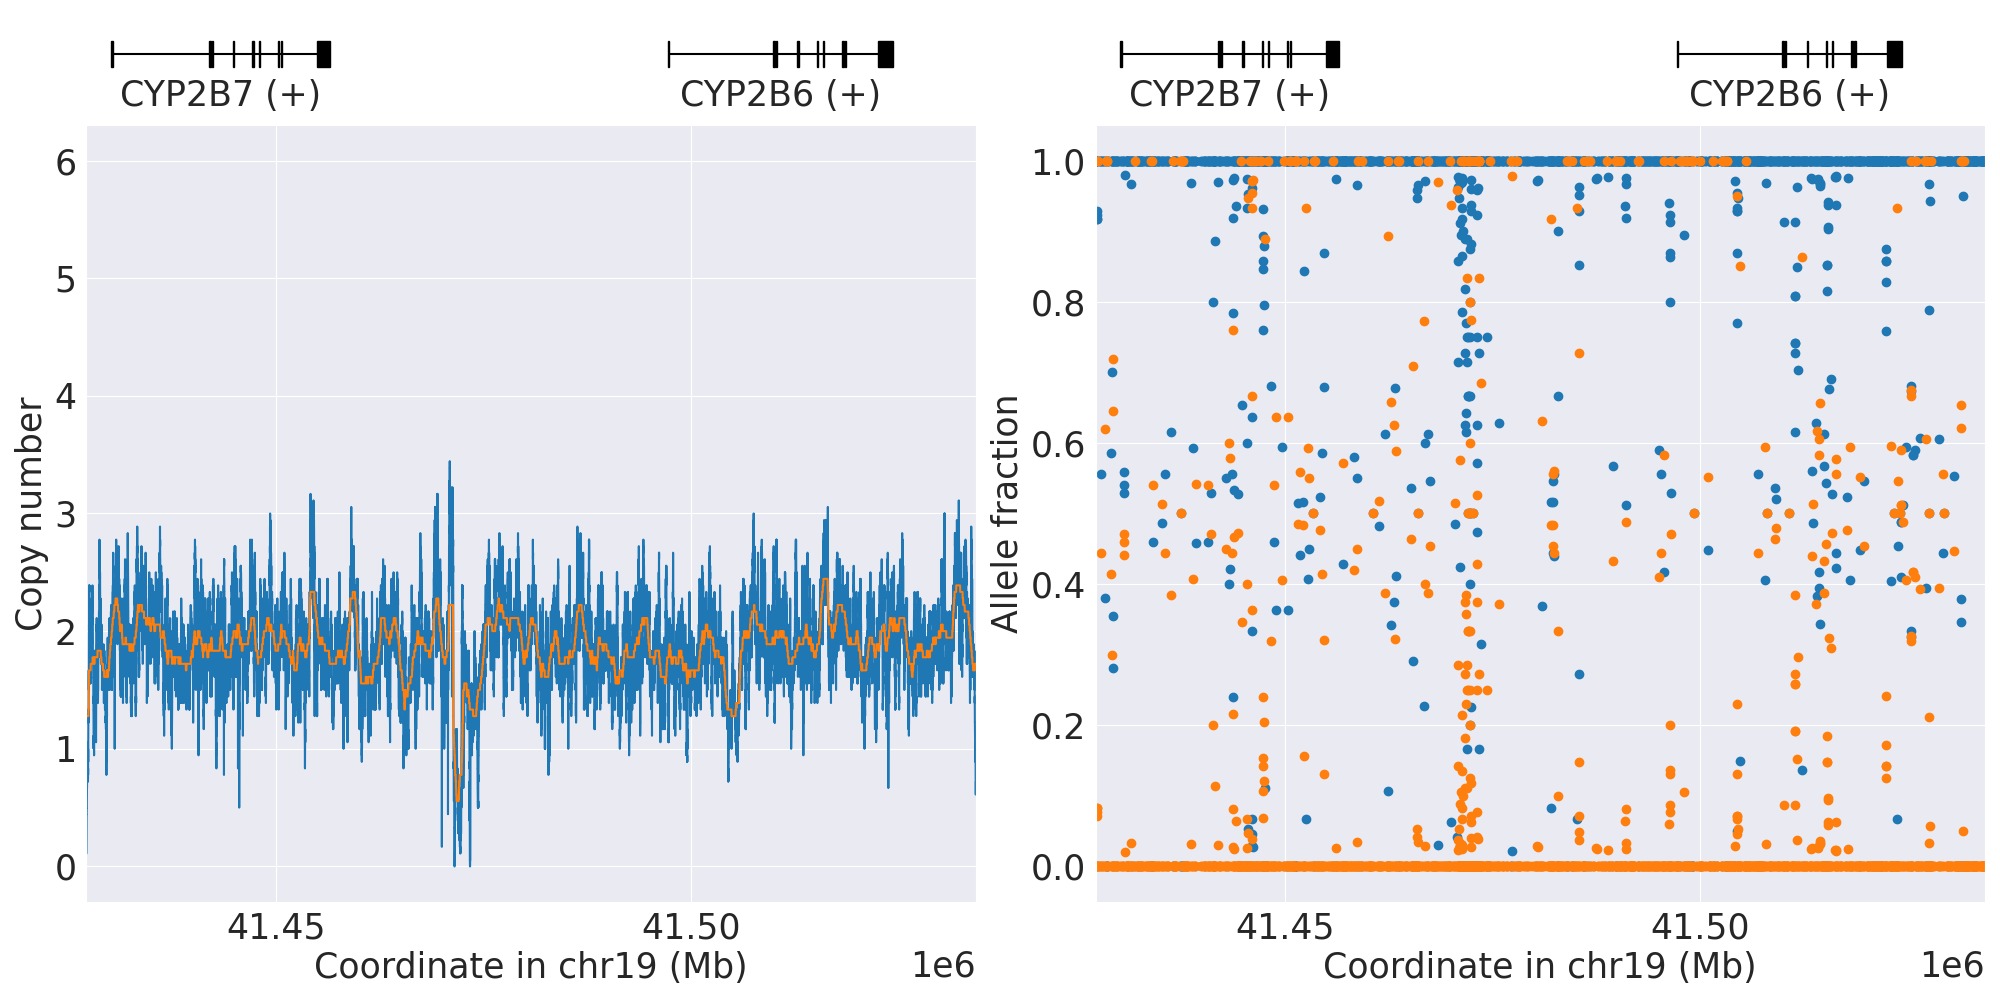 CYP2B7 (+)
CYP2B6 (+)
Copy number
6
5
4
3
2
1
0
41.45
41.50
Coordinate in chr19 (Mb)
1e6
CYP2B7 (+)
CYP2B6 (+)
Allele fraction
1.0
0.8
0.6
0.4
0.2
0.0
41.45
41.50
Coordinate in chr19 (Mb)
1e6